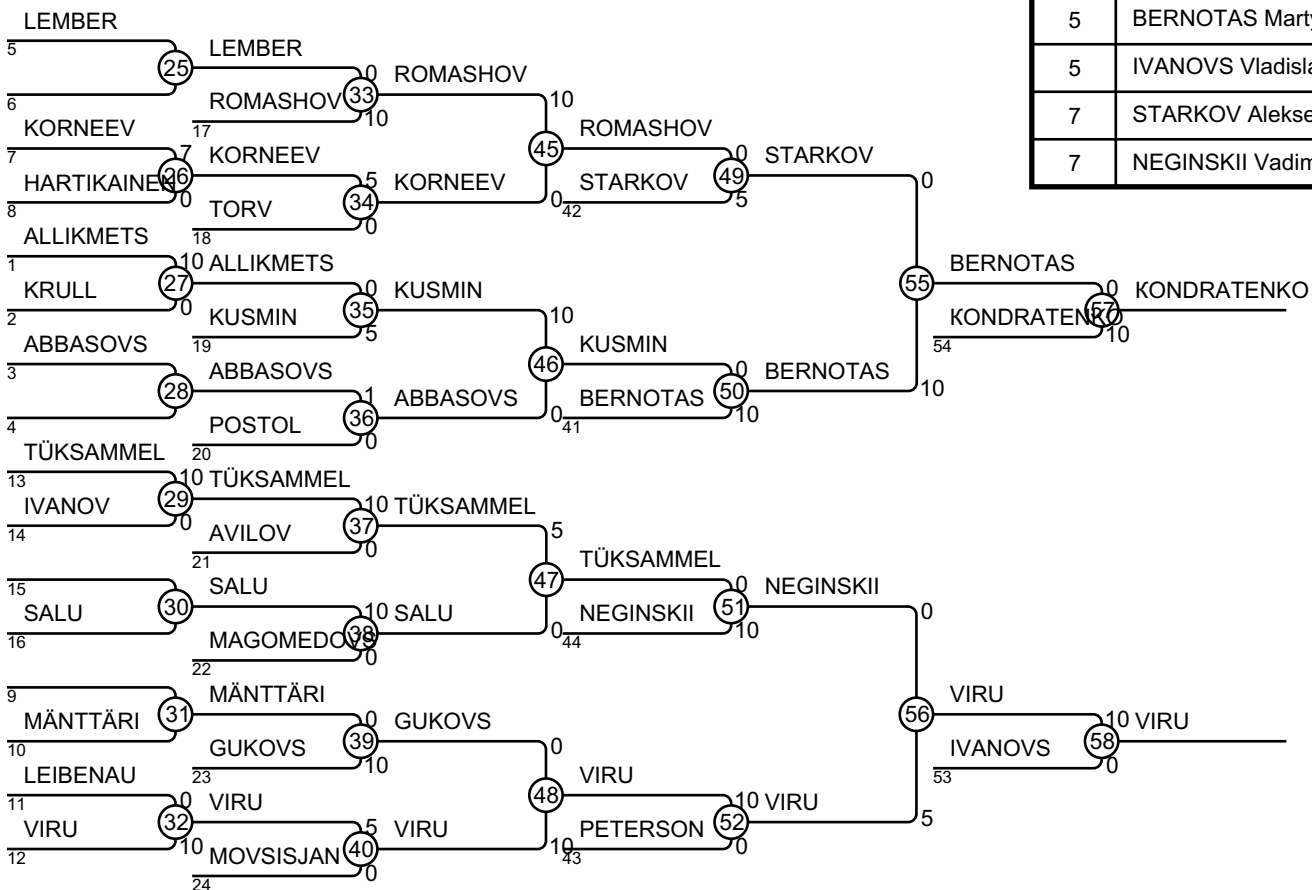 LEMBER
5 BERNOTAS Marty
5
LEMBER
25
0 ROMASHOV
5 IVANOVS Vladisla
6
ROMASHOV 33
10
10
KORNEEV
17
ROMASHOV
7 STARKOV Alekse
7
7 KORNEEV
45
0 STARKOV
HARTIKAINEN 26
5 KORNEEV
STARKOV 49
0
7 NEGINSKII Vadim
8
0
TORV 34
0 42
5
ALLIKMETS
18
0
1
10 ALLIKMETS
BERNOTAS
KRULL 27
0 KUSMIN
55
0 KONDRATENKO
2
0
KUSMIN 35
10
KONDRATENKO 57
ABBASOVS
19
5
KUSMIN
54
10
3
ABBASOVS
46
0 BERNOTAS
28
1 ABBASOVS
BERNOTAS 50
10
4
POSTOL 36
0 41
10
TÜKSAMMEL
20
0
13
10 TÜKSAMMEL
IVANOV 29
10 TÜKSAMMEL
14
0
AVILOV 37
5
21
0
TÜKSAMMEL
15
SALU
47
0 NEGINSKII
SALU 30
10 SALU
NEGINSKII 51
0
16
MAGOMEDOVS 38
0 44
10
22
0
9
MÄNTTÄRI
VIRU
MÄNTTÄRI 31
0 GUKOVS
56
10 VIRU
10
GUKOVS 39
0
IVANOVS 58
LEIBENAU
23
10
VIRU
53
0
11
0 VIRU
48
10 VIRU
VIRU 32
5 VIRU
PETERSON 52
5
12
10 MOVSISJAN 40
10 43
0
24
0